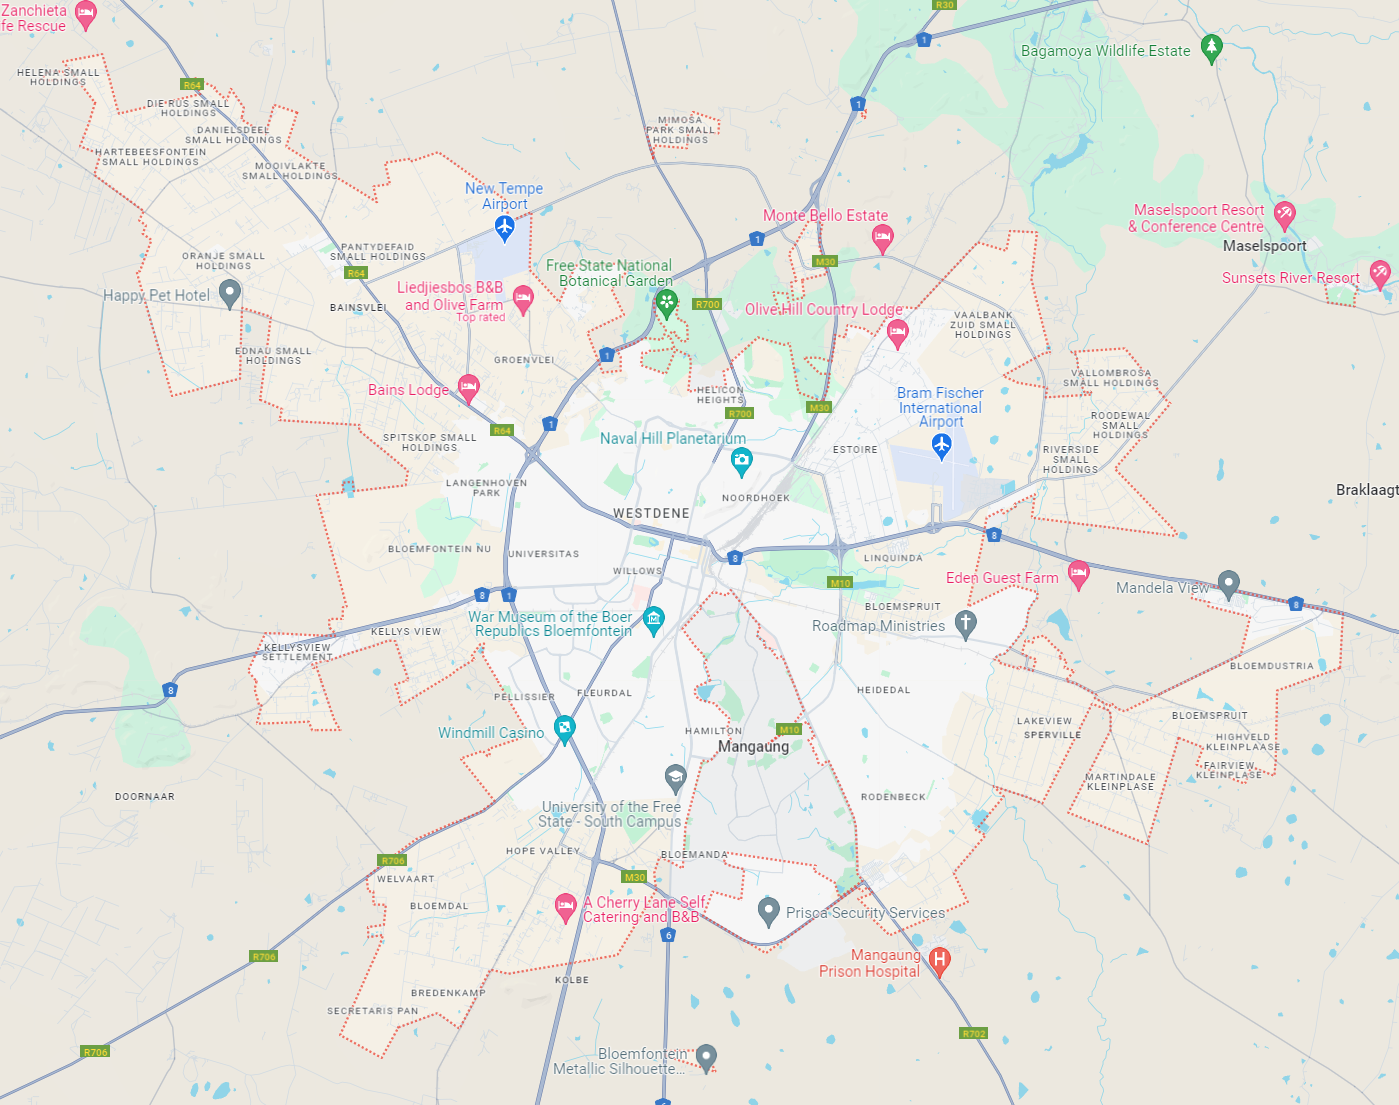 Zanchieta
fe Rescue
R30
1
Bagamoya Wildlife Estate
HELENA SMALL
HOLDINGS
R64
1
DIE RUS SMALL
HOLDINGS
DANIELSDEEL
SMALL HOLDINGS
MIMOSA
PARK SMALL
HOLDINGS
HARTEBEESFONTEIN
SMALL HOLDINGS
MOOIVLAKTE
SMALL HOLDINGS
New Tempe
Airport
Monte Bello Estate
Maselspoort Resort
& Conference Centre
Maselspoort
1
PANTYDEFAID
SMALL HOLDINGS
ORANJE SMALL
HOLDINGS
R64
Free State National
Botanical Garden
M30
Sunsets River Resort
Happy Pet Hotel
Liedjiesbos B&B
and Olive Farm
Top rated
BAINSVLEI
R700
Olive Hill Country Lodge
VAALBANK
ZUID SMALL
HOLDINGS
EDNAU SMALL
HOLDINGS
GROENVLEI
1
VALLOMBROSA
SMALL HOLDINGS
Bains Lodge
HELICON
HEIGHTS
Bram Fischer
International
Airport
R700
M30
ROODEWAL
SMALL
HOLDINGS
R64
1
SPITSKOP SMALL
HOLDINGS
Naval Hill Planetarium
ESTOIRE
RIVERSIDE
SMALL
HOLDINGS
LANGENHOVEN
PARK
NOORDHOEK
Braklaagt
WESTDENE
BLOEMFONTEIN NU
UNIVERSITAS
8
8
LINQUINDA
WILLOWS
M10
Eden Guest Farm
Mandela View
8
8
1
War Museum of the Boer
Republics Bloemfontein
BLOEMSPRUIT
Roadmap Ministries
KELLYS VIEW
KELLYSVIEW
SETTLEMENT
BLOEMDUSTRIA
8
PELLISSIER
FLEURDAL
HEIDEDAL
Windmill Casino
HAMILTON
M10
Mangaung
LAKEVIEW
SPERVILLE
BLOEMSPRUIT
HIGHVELD
KLEINPLAASE
FAIRVIEW
KLEINPLASE
MARTINDALE
KLEINPLASE
DOORNAAR
University of the Free
State - South Campus
RODENBECK
HOPE VALLEY
BLOEMANDA
R706
WELVAART
M30
BLOEMDAL
A Cherry Lane Self
Catering and B&B
Prisca Security Services
6
R706
Mangaung
Prison Hospital
KOLBE
BREDENKAMP
SECRETARIS PAN
R702
R706
Bloemfontein
Metallic Silhouette...